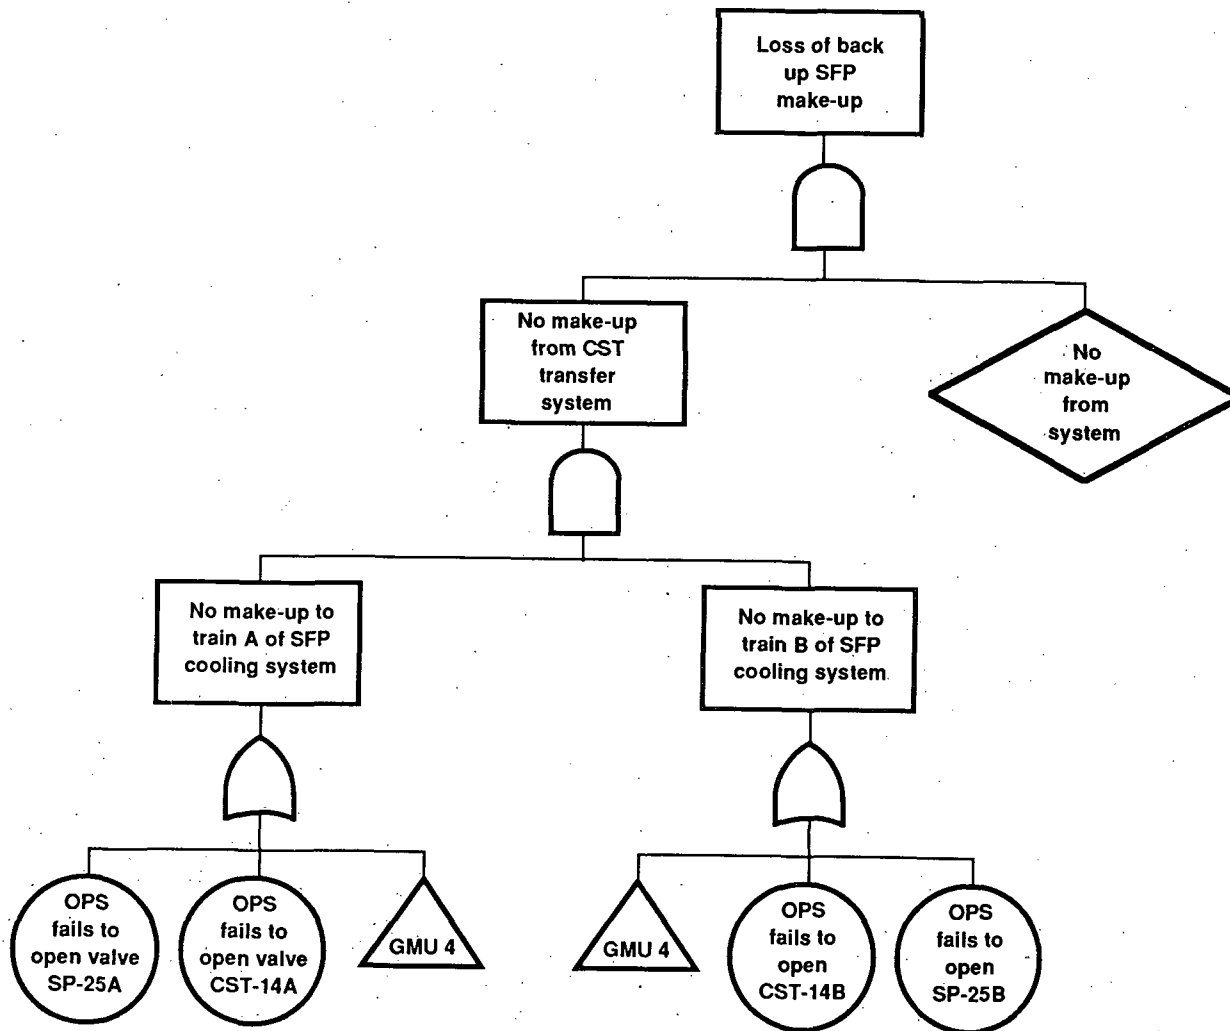 Loss of back
up SFP
make-up
No make-up
from CST
transfer
system
No
make-up
from
system
No make-up to
train A of SFP
cooling system
No make-up to
train B of SFP
cooling system
OPS
fails to
open valve
SP-25A
OPS
fails to
open valve
CST-14A
GMU 4
GMU 4
OPS
fails to
open
CST-14B
OPS
fails to
open
SP-25B